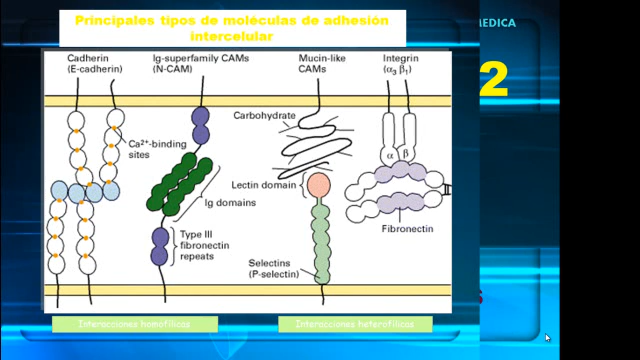 Principales tipos de moléculas de adhesión
intercelular
MEDICA
2
Cadherin
(E-cadherin)
Ig-superfamily CAMs
(N-CAM)
Mucin-like
CAMs
Integrin
(α3 β1)
Carbohydrate
Ca2+-binding
sites
α β
Lectin domain
Ig domains
Type III
fibronectin
repeats
Fibronectin
Selectins
(P-selectin)
Interacciones homofílicas
Interacciones heterofílicas